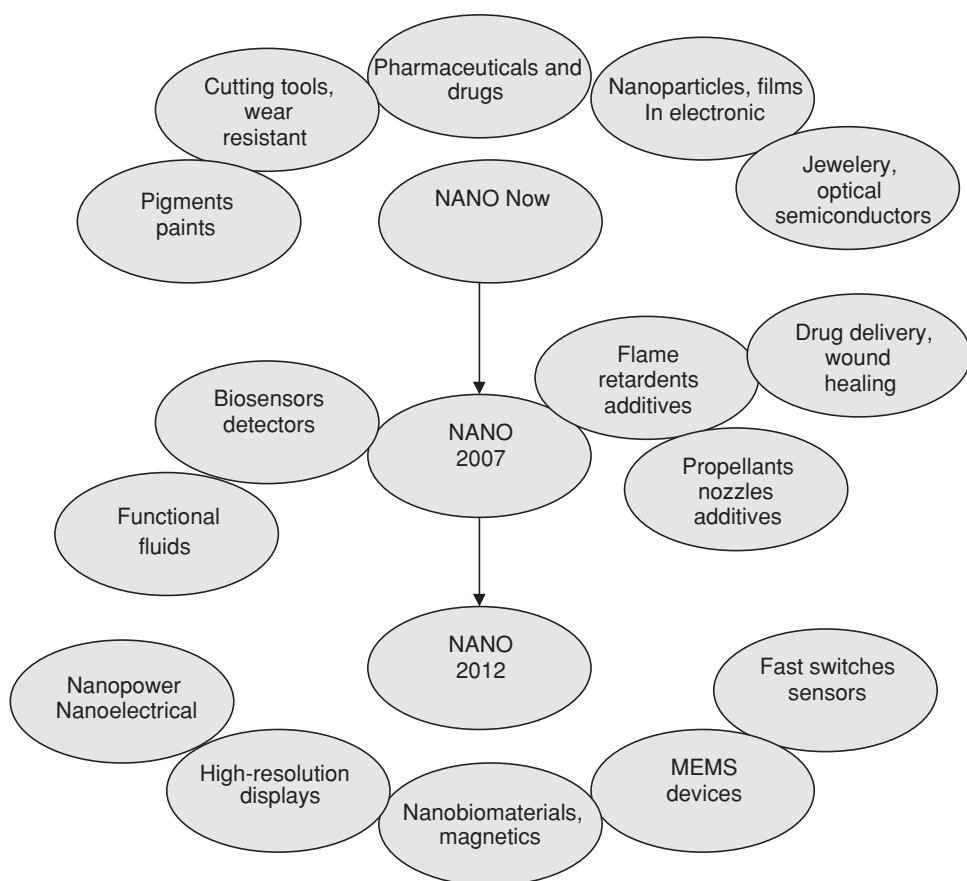 Cutting tools,
wear
resistant
Pharmaceuticals and
drugs
Nanoparticles, films
In electronic
Pigments
paints
NANO Now
Jewelery,
optical
semiconductors
Biosensors
detectors
NANO
2007
Flame
retardents
additives
Drug delivery,
wound
healing
Functional
fluids
Propellants
nozzles
additives
NANO
2012
Nanopower
Nanoelectrical
High-resolution
displays
Nanobiomaterials,
magnetics
MEMS
devices
Fast switches
sensors